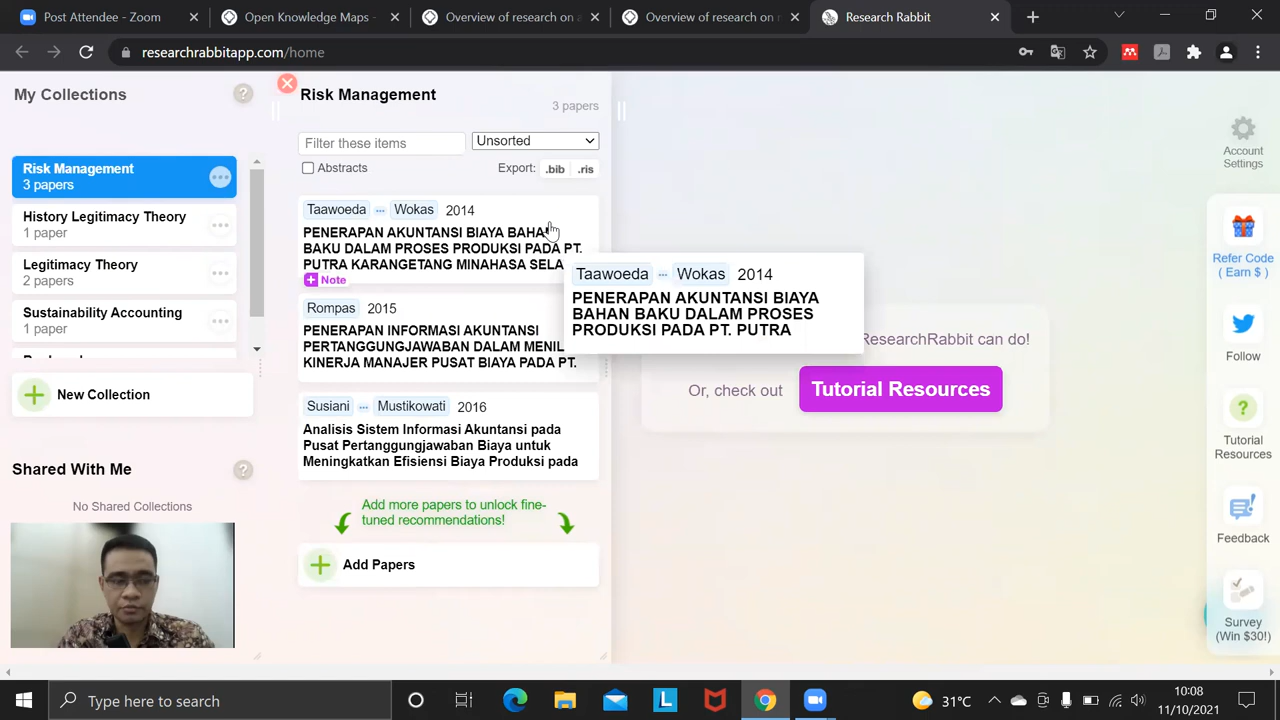 Post Attendee - Zoom
Open Knowledge Maps -
Overview of research on a
Overview of research on r
Research Rabbit
researchrabbitapp.com/home
My Collections
Risk Management
3 papers
History Legitimacy Theory
1 paper
Legitimacy Theory
2 papers
Sustainability Accounting
1 paper
New Collection
Shared With Me
No Shared Collections
Risk Management
3 papers
Filter these items
Unsorted
Abstracts
Export: .bib .ris
Taawoeda ... Wokas 2014
PENERAPAN AKUNTANSI BIAYA BAHAN
BAKU DALAM PROSES PRODUKSI PADA PT.
PUTRA KARANGETANG MINAHASA SELA
Note
Rompas 2015
PENERAPAN INFORMASI AKUNTANSI
PERTANGGUNGJAWABAN DALAM MENIL
KINERJA MANAJER PUSAT BIAYA PADA PT.
Susiani ... Mustikowati 2016
Analisis Sistem Informasi Akuntansi pada
Pusat Pertanggungjawaban Biaya untuk
Meningkatkan Efisiensi Biaya Produksi pada
Add more papers to unlock fine-
tuned recommendations!
Add Papers
Taawoeda ... Wokas 2014
PENERAPAN AKUNTANSI BIAYA
BAHAN BAKU DALAM PROSES
PRODUKSI PADA PT. PUTRA
ResearchRabbit can do!
Or, check out Tutorial Resources
Account
Settings
Refer Code
( Earn $ )
Follow
Tutorial
Resources
Feedback
Survey
(Win $30!)
Type here to search
31°C
10:08
11/10/2021